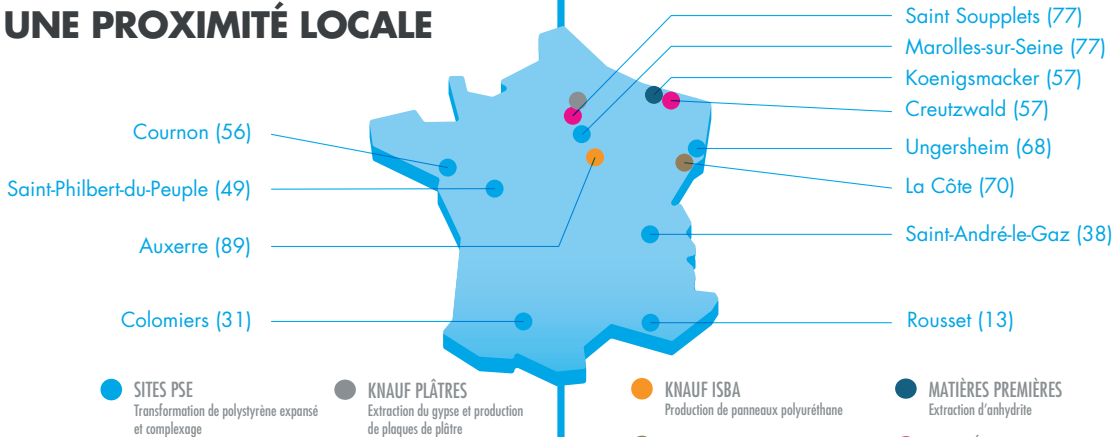 UNE PROXIMITÉ LOCALE
Saint Soupplets (77)
Marolles-sur-Seine (77)
Koenigsmacker (57)
Creutzwald (57)
Ungersheim (68)
La Côte (70)
Saint-André-le-Gaz (38)
Rousset (13)
Cournon (56)
Saint-Philbert-du-Peuple (49)
Auxerre (89)
Colomiers (31)
SITES PSE
Transformation de polystyrène expansé
et complexage
KNAUF PLÂTRES
Extraction du gypse et production
de plaques de plâtre
KNAUF ISBA
Production de panneaux polyuréthane
MATIÈRES PREMIÈRES
Extraction d'anhydrite